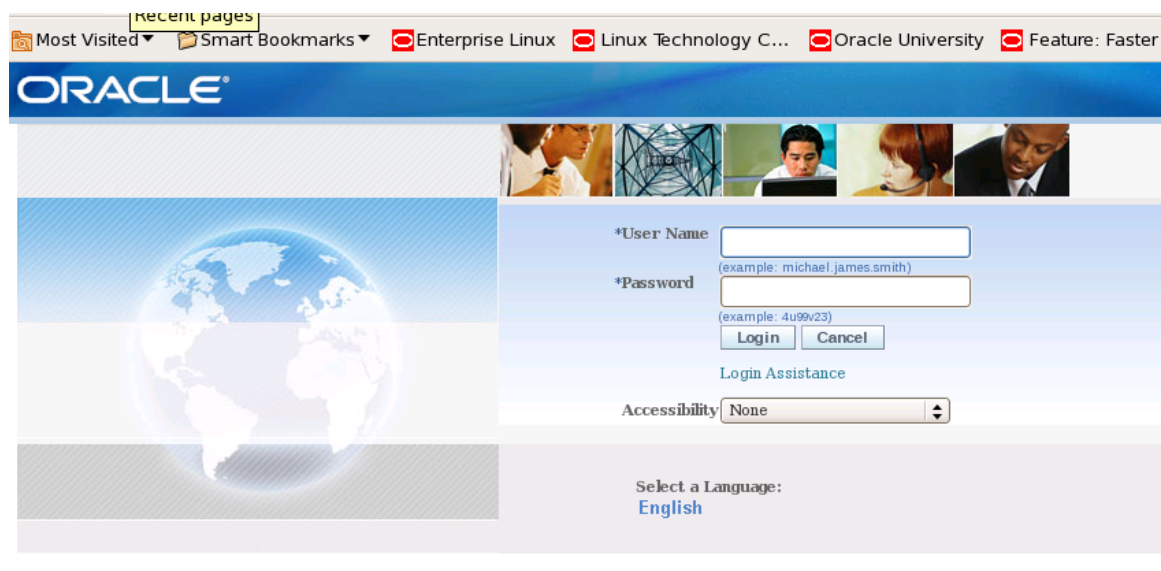 Recent pages
Most Visited Smart Bookmarks Enterprise Linux Linux Technology C... Oracle University Feature: Faster
ORACLE®
*User Name
(example: michael.james.smith)
*Password
(example: 4u99v23)
Login Cancel
Login Assistance
Accessibility None
Select a Language:
English